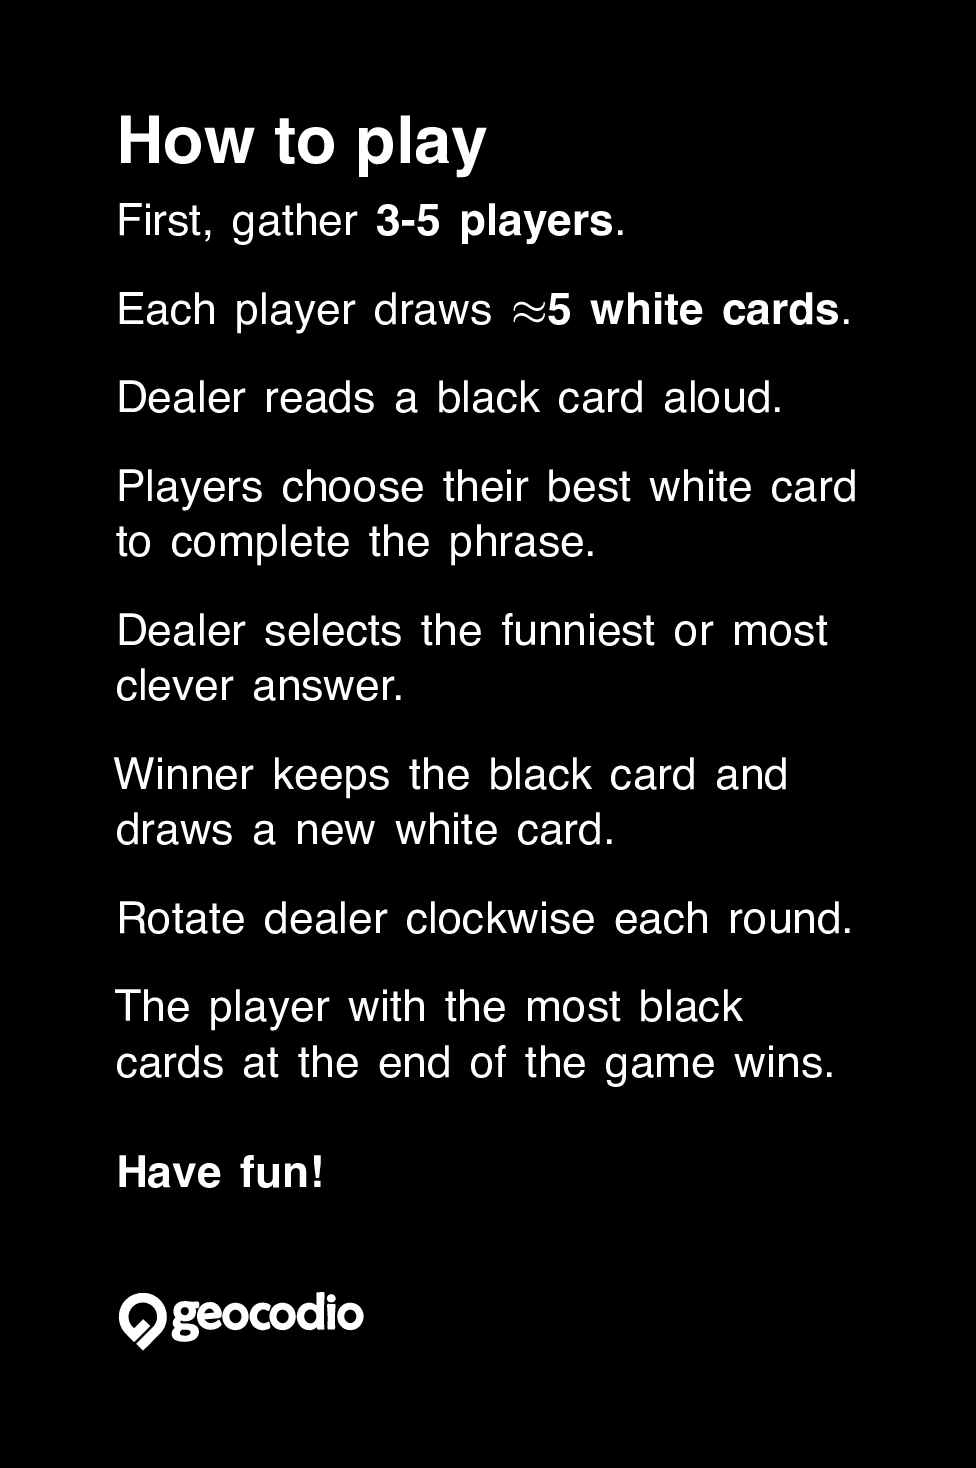 How to play
First, gather 3-5 players.
Each player draws ≈5 white cards.
Dealer reads a black card aloud.
Players choose their best white card
to complete the phrase.
Dealer selects the funniest or most
clever answer.
Winner keeps the black card and
draws a new white card.
Rotate dealer clockwise each round.
The player with the most black
cards at the end of the game wins.
Have fun!
geocodio